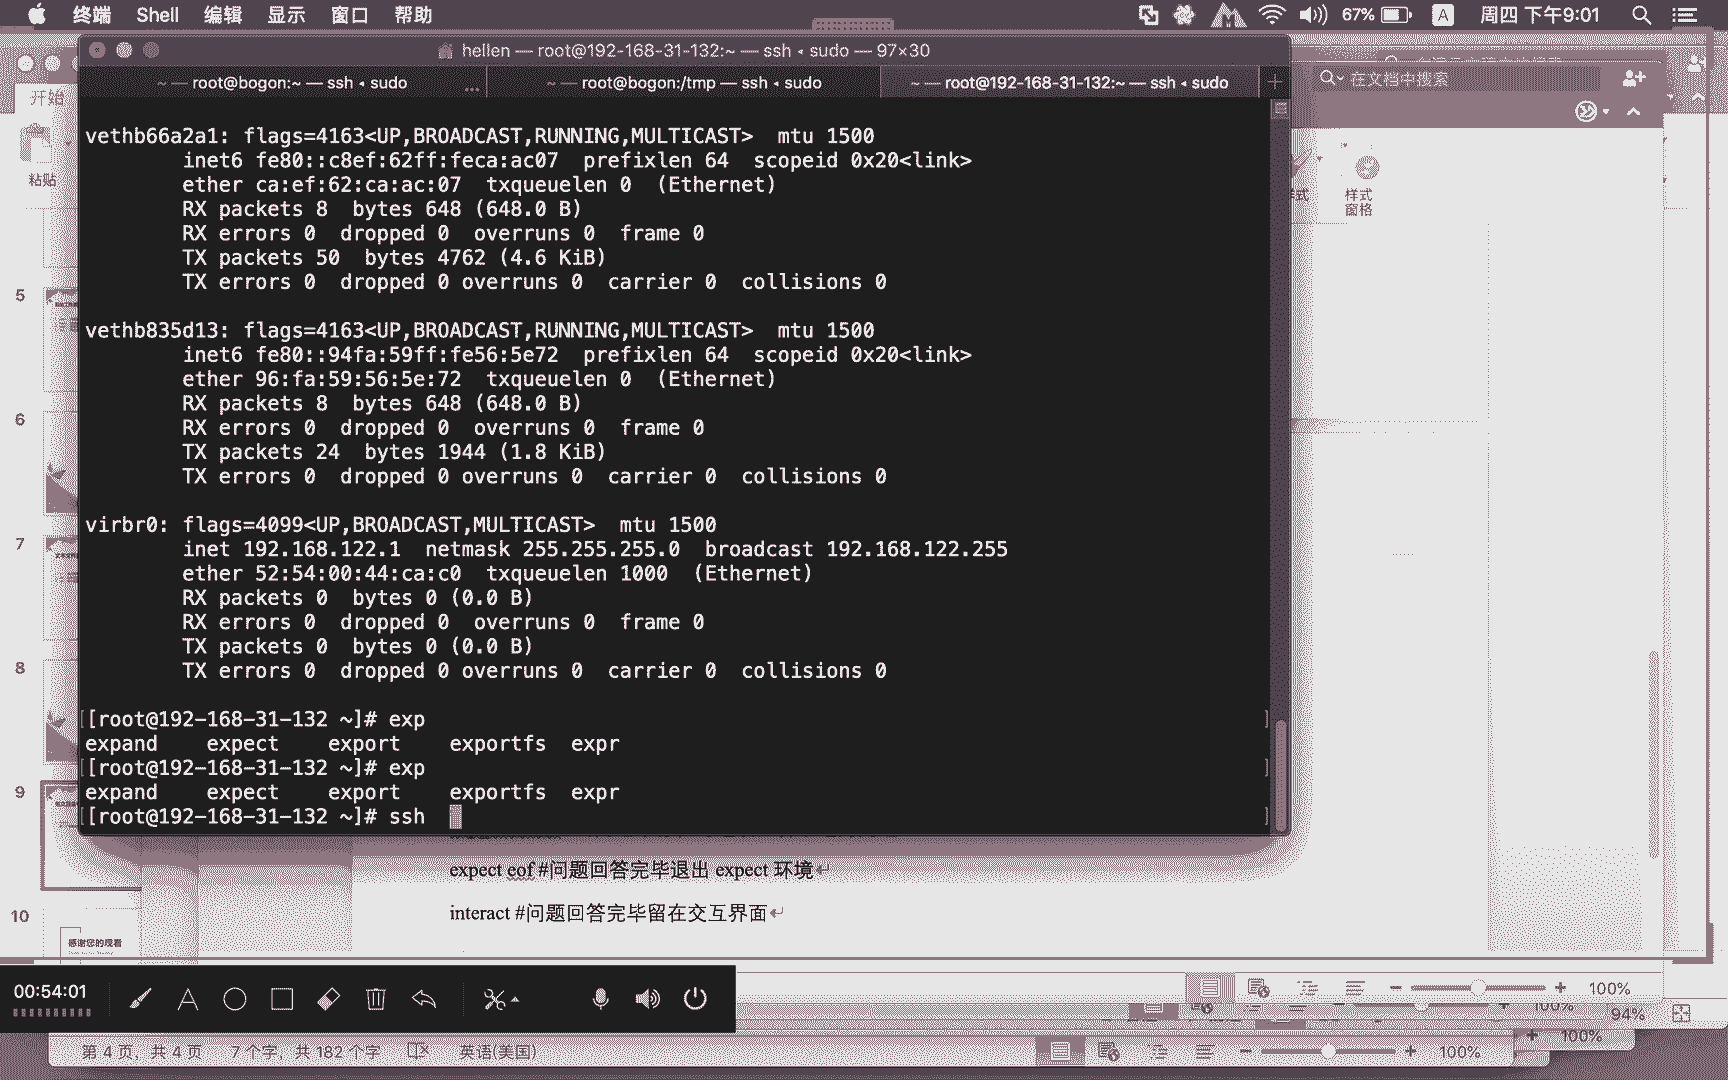 终端 Shell 编辑 显示 窗口 帮助 67% A 周四 下午9:01
hellen — root@192-168-31-132:~ — ssh ◂ sudo — 97×30
~ — root@bogon:~ — ssh ◂ sudo ... ~ — root@bogon:/tmp — ssh ◂ sudo ~ — root@192-168-31-132:~ — ssh ◂ sudo +
在文档中搜索
开始
粘贴
样式
窗格
vethb66a2a1: flags=4163<UP,BROADCAST,RUNNING,MULTICAST>  mtu 1500
inet6 fe80::c8ef:62ff:feca:ac07  prefixlen 64  scopeid 0x20<link>
ether ca:ef:62:ca:ac:07  txqueuelen 0  (Ethernet)
RX packets 8  bytes 648 (648.0 B)
RX errors 0  dropped 0  overruns 0  frame 0
TX packets 50  bytes 4762 (4.6 KiB)
TX errors 0  dropped 0 overruns 0  carrier 0  collisions 0
vethb835d13: flags=4163<UP,BROADCAST,RUNNING,MULTICAST>  mtu 1500
inet6 fe80::94fa:59ff:fe56:5e72  prefixlen 64  scopeid 0x20<link>
ether 96:fa:59:56:5e:72  txqueuelen 0  (Ethernet)
RX packets 8  bytes 648 (648.0 B)
RX errors 0  dropped 0  overruns 0  frame 0
TX packets 24  bytes 1944 (1.8 KiB)
TX errors 0  dropped 0 overruns 0  carrier 0  collisions 0
virbr0: flags=4099<UP,BROADCAST,MULTICAST>  mtu 1500
inet 192.168.122.1  netmask 255.255.255.0  broadcast 192.168.122.255
ether 52:54:00:44:ca:c0  txqueuelen 1000  (Ethernet)
RX packets 0  bytes 0 (0.0 B)
RX errors 0  dropped 0  overruns 0  frame 0
TX packets 0  bytes 0 (0.0 B)
TX errors 0  dropped 0 overruns 0  carrier 0  collisions 0
[[root@192-168-31-132 ~]# exp ]
expand    expect    export    exportfs  expr
[[root@192-168-31-132 ~]# exp ]
expand    expect    export    exportfs  expr
[[root@192-168-31-132 ~]# ssh ]
5
6
7
8
9
10
感谢您的观看
expect eof #问题回答完毕退出 expect 环境
interact #问题回答完毕留在交互界面
00:54:01
100%
100%
94%
100%
第 4 页，共 4 页 7 个字，共 182 个字 英语(美国) 100%